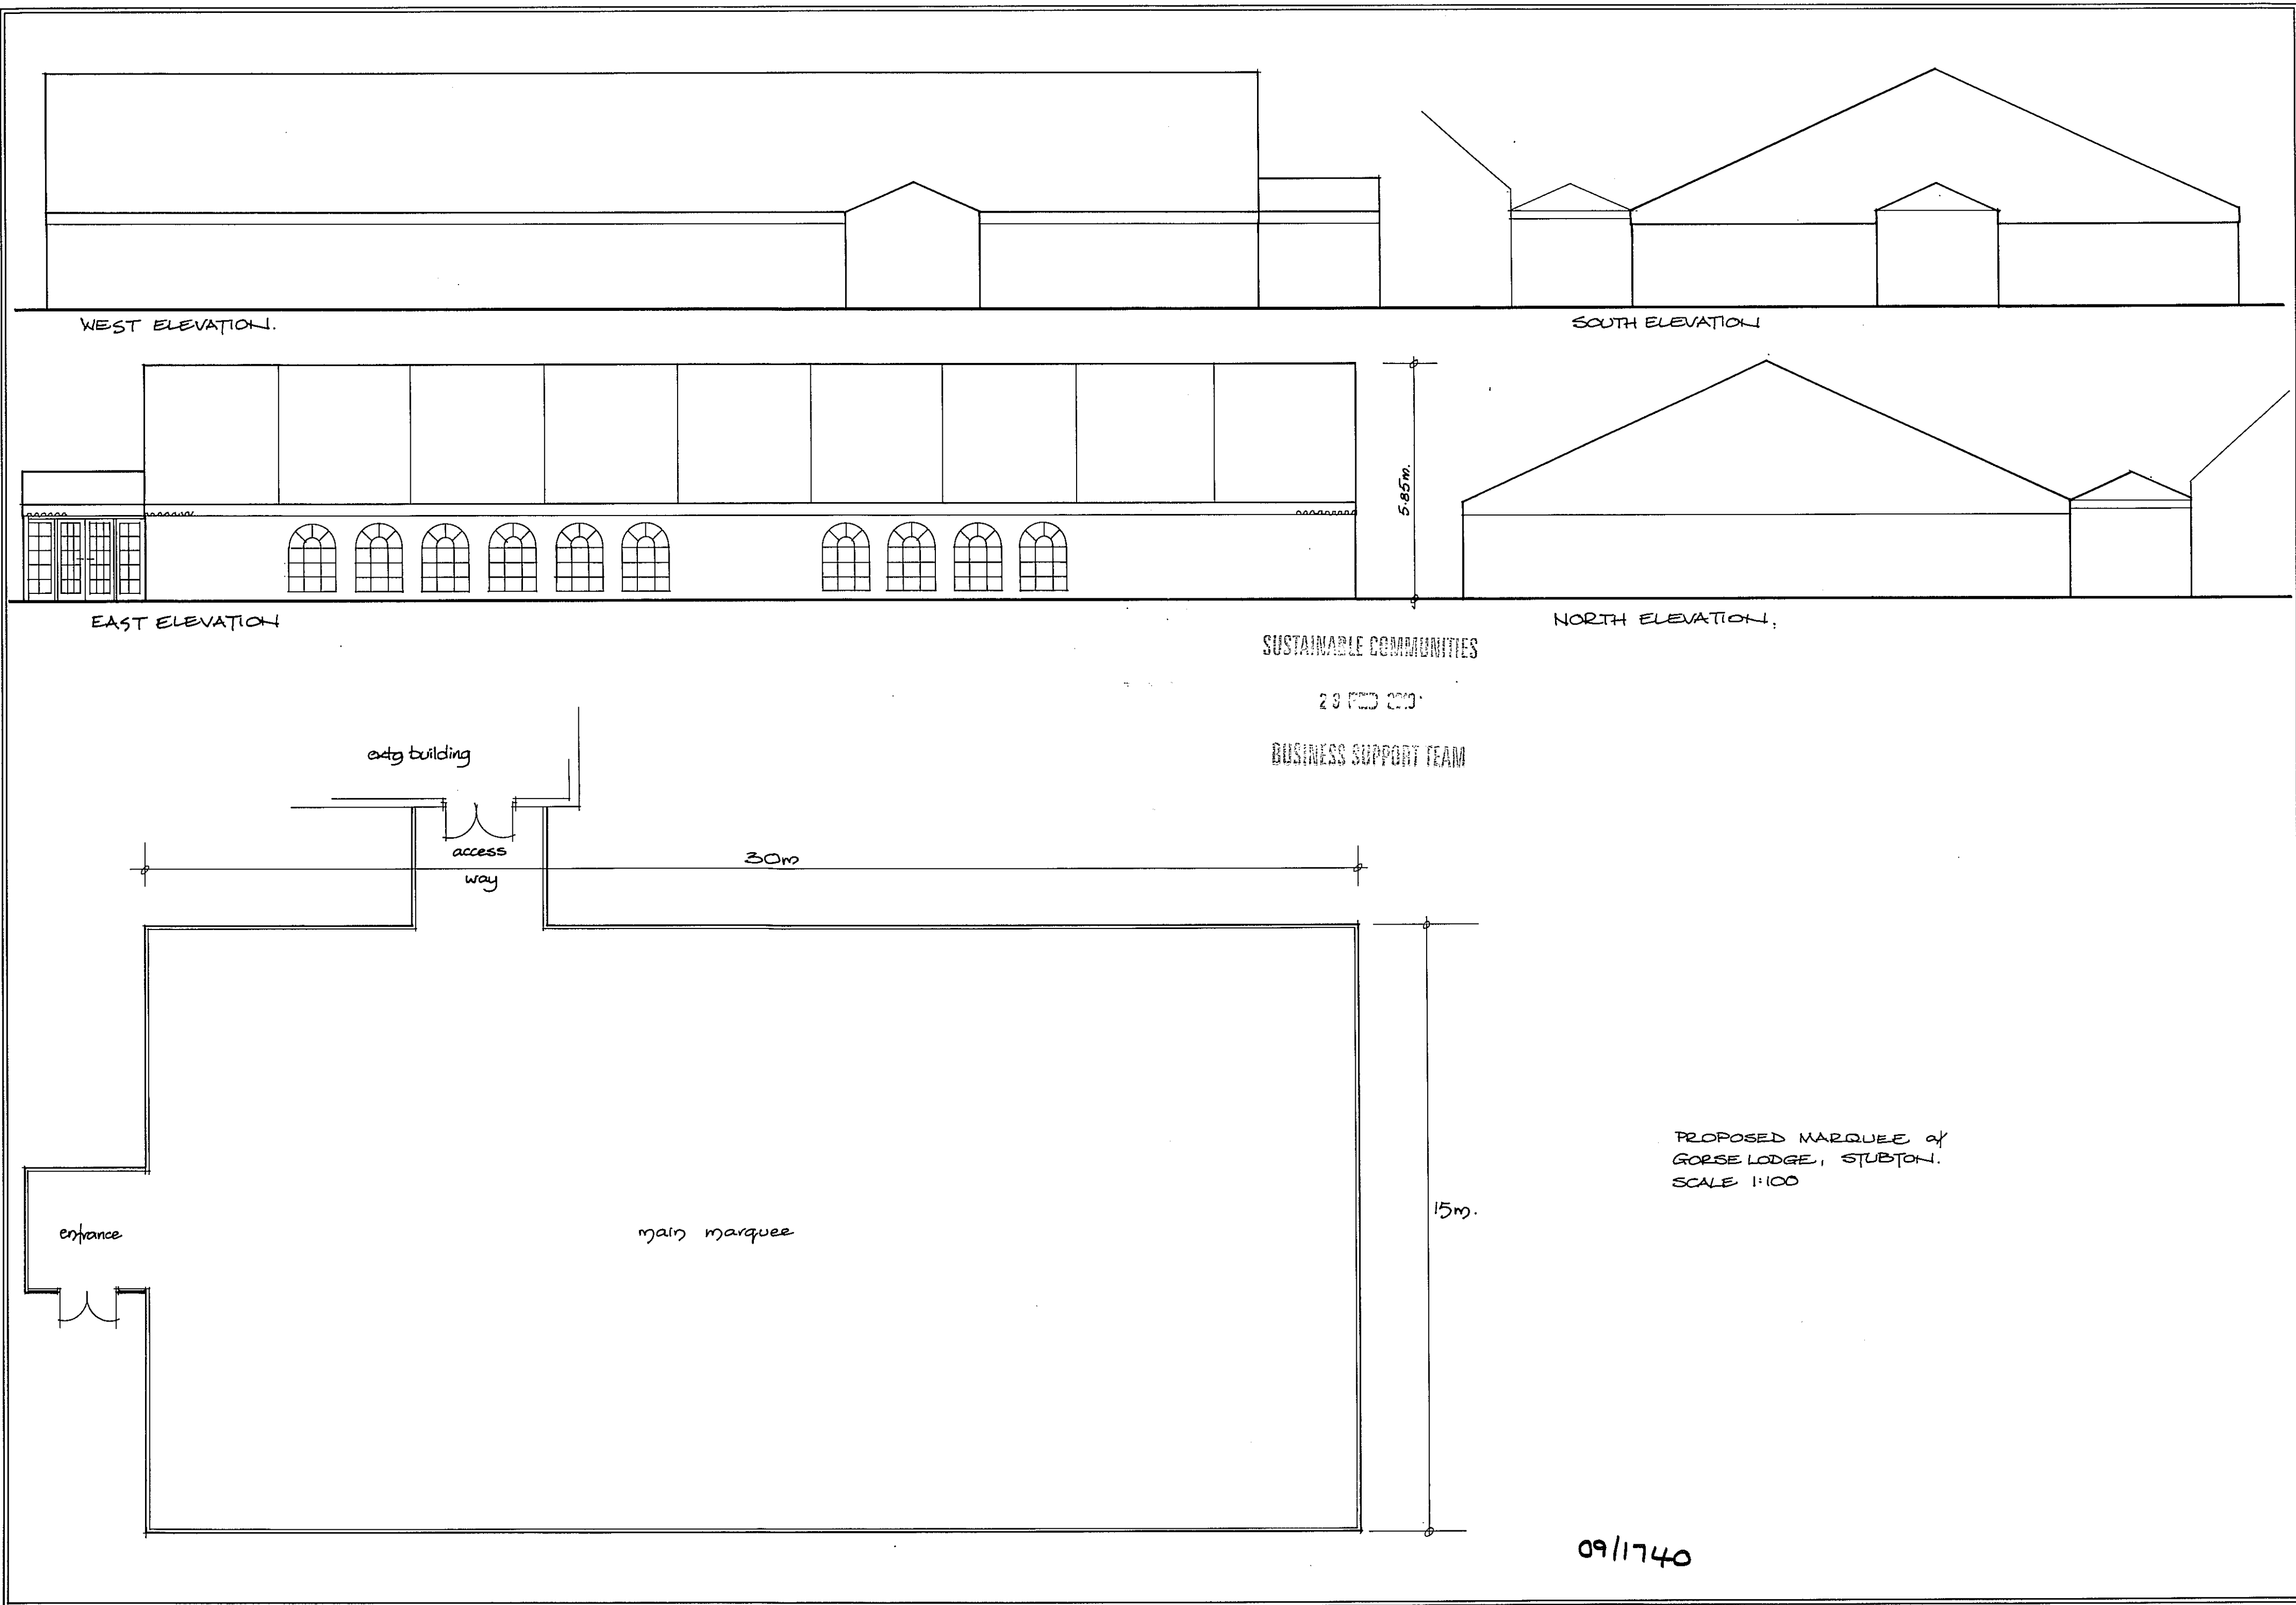 WEST ELEVATION.
SOUTH ELEVATION
5.85m.
EAST ELEVATION
NORTH ELEVATION.
SUSTAINABLE COMMUNITIES
BUSINESS SUPPORT TEAM
extg building
access
way
30m
15m.
entrance
main marquee
PROPOSED MARQUEE at
GORSE LODGE, STUBTON.
SCALE 1:100
09/1740